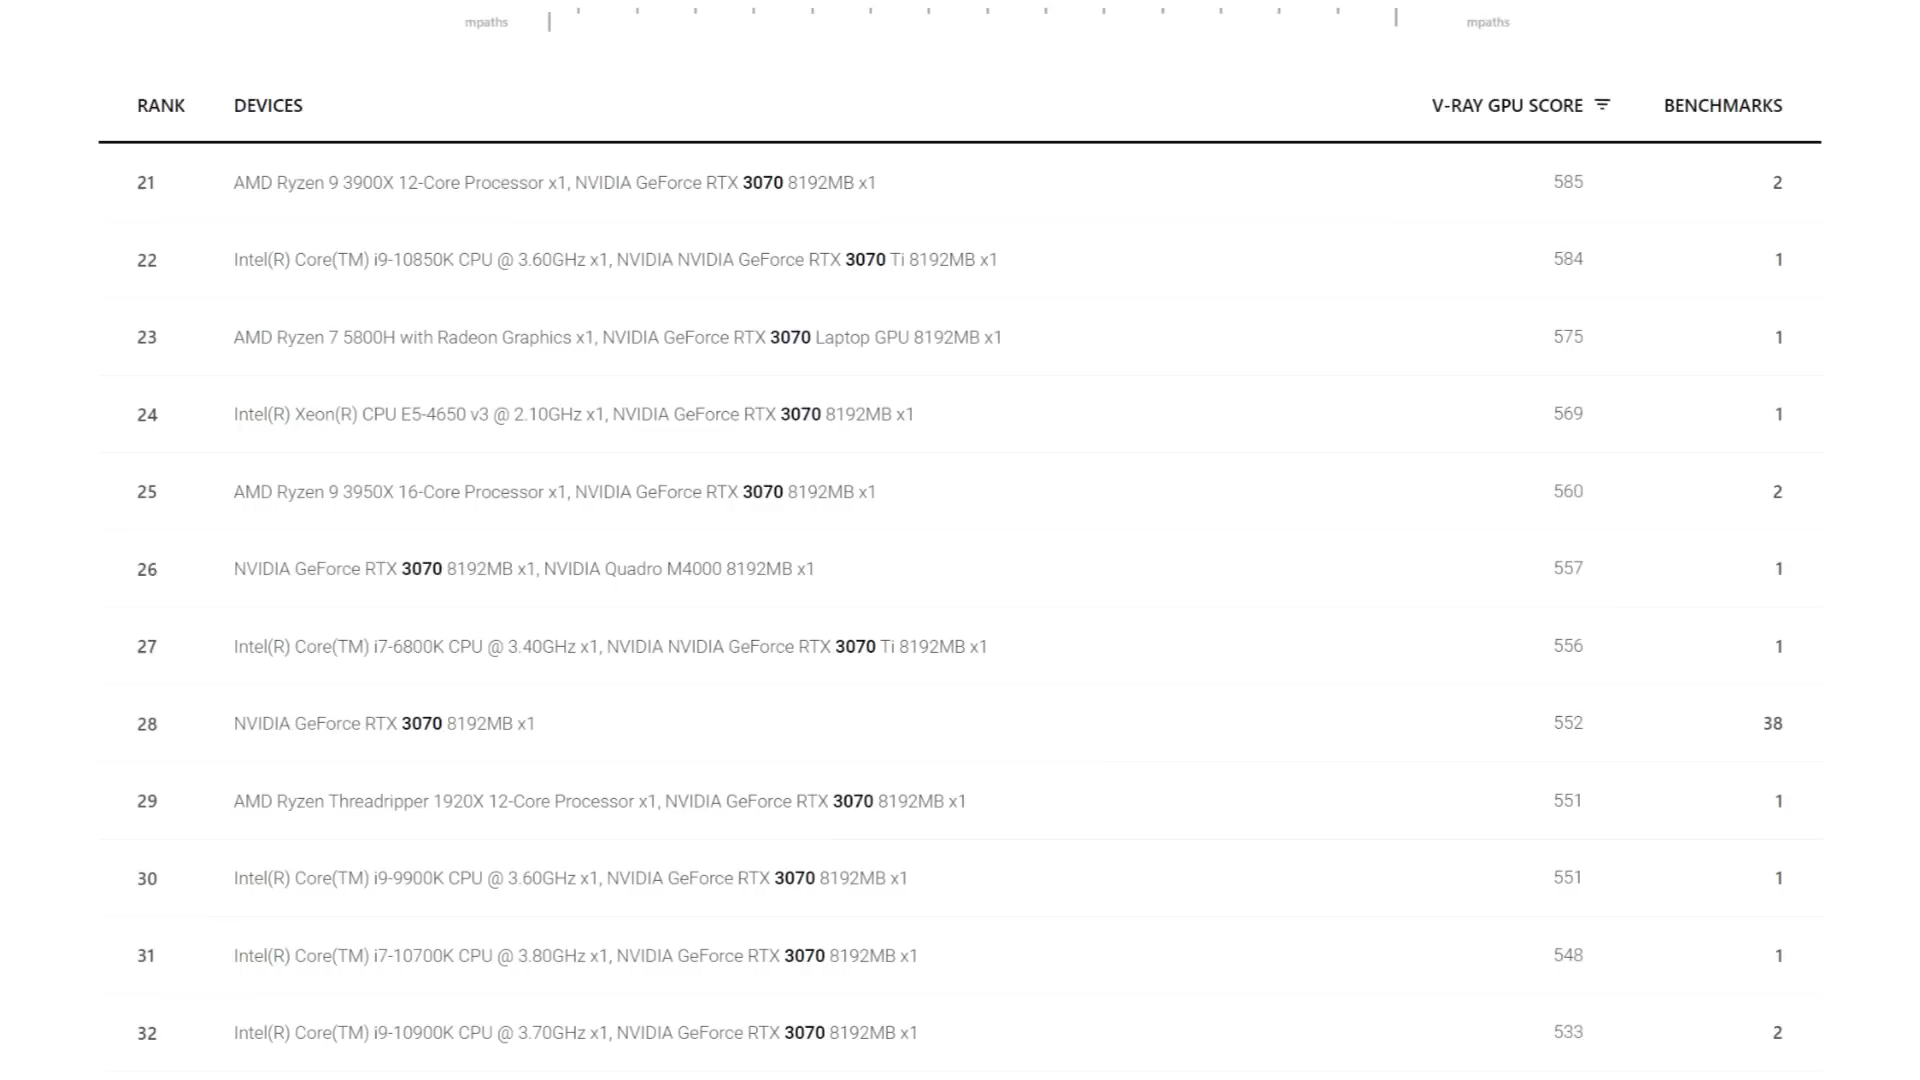 mpaths mpaths
RANK DEVICES V-RAY GPU SCORE BENCHMARKS
21 AMD Ryzen 9 3900X 12-Core Processor x1, NVIDIA GeForce RTX 3070 8192MB x1 585 2
22 Intel(R) Core(TM) i9-10850K CPU @ 3.60GHz x1, NVIDIA NVIDIA GeForce RTX 3070 Ti 8192MB x1 584 1
23 AMD Ryzen 7 5800H with Radeon Graphics x1, NVIDIA GeForce RTX 3070 Laptop GPU 8192MB x1 575 1
24 Intel(R) Xeon(R) CPU E5-4650 v3 @ 2.10GHz x1, NVIDIA GeForce RTX 3070 8192MB x1 569 1
25 AMD Ryzen 9 3950X 16-Core Processor x1, NVIDIA GeForce RTX 3070 8192MB x1 560 2
26 NVIDIA GeForce RTX 3070 8192MB x1, NVIDIA Quadro M4000 8192MB x1 557 1
27 Intel(R) Core(TM) i7-6800K CPU @ 3.40GHz x1, NVIDIA NVIDIA GeForce RTX 3070 Ti 8192MB x1 556 1
28 NVIDIA GeForce RTX 3070 8192MB x1 552 38
29 AMD Ryzen Threadripper 1920X 12-Core Processor x1, NVIDIA GeForce RTX 3070 8192MB x1 551 1
30 Intel(R) Core(TM) i9-9900K CPU @ 3.60GHz x1, NVIDIA GeForce RTX 3070 8192MB x1 551 1
31 Intel(R) Core(TM) i7-10700K CPU @ 3.80GHz x1, NVIDIA GeForce RTX 3070 8192MB x1 548 1
32 Intel(R) Core(TM) i9-10900K CPU @ 3.70GHz x1, NVIDIA GeForce RTX 3070 8192MB x1 533 2